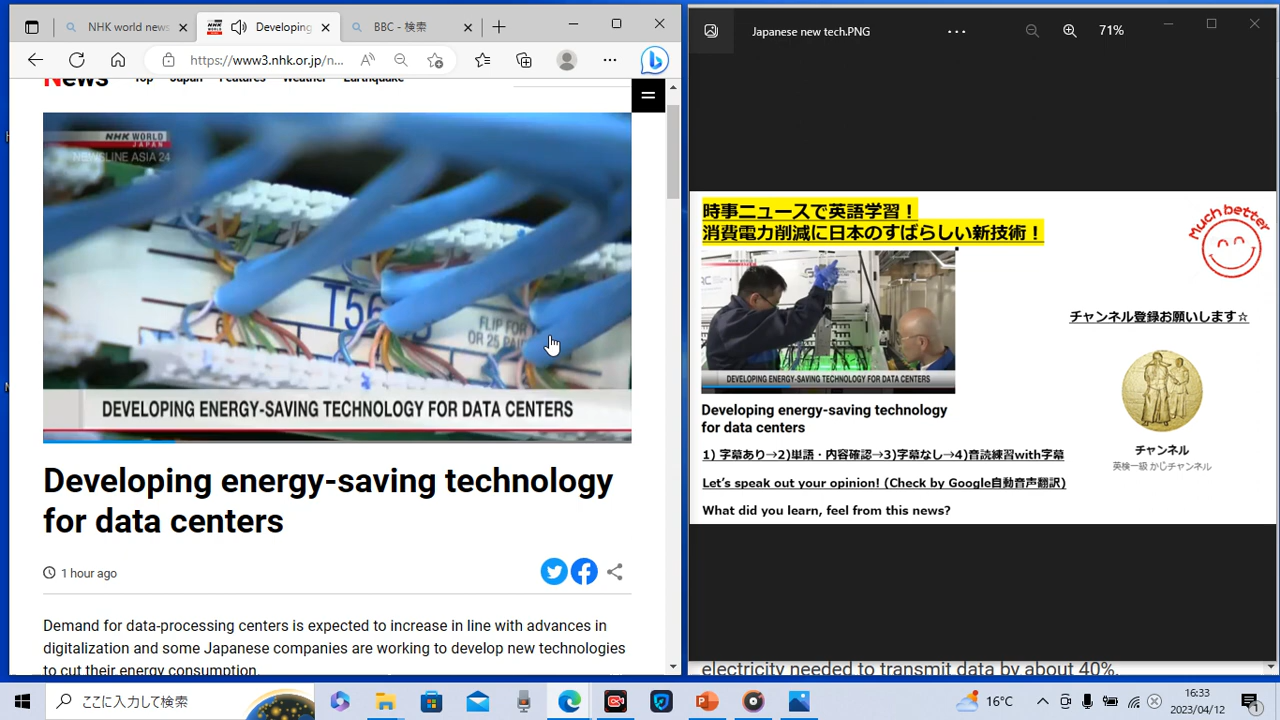 NHK world news
Developing
BBC - 検索
https://www3.nhk.or.jp/n...
News
Top
Japan
Features
Weather
Earthquake
NHK WORLD
JAPAN
NEWSLINE ASIA 24
T56
FLIP FOR
OR 25 PAIR
DEVELOPING ENERGY-SAVING TECHNOLOGY FOR DATA CENTERS
Developing energy-saving technology
for data centers
1 hour ago
Demand for data-processing centers is expected to increase in line with advances in
digitalization and some Japanese companies are working to develop new technologies
to cut their energy consumption.
Japanese new tech.PNG
71%
時事ニュースで英語学習！
消費電力削減に日本のすばらしい新技術！
Much better
DEVELOPING ENERGY-SAVING TECHNOLOGY FOR DATA CENTERS
Developing energy-saving technology
for data centers
1) 字幕あり→2)単語・内容確認→3)字幕なし→4)音読練習with字幕
Let's speak out your opinion! (Check by Google自動音声翻訳)
What did you learn, feel from this news?
チャンネル登録お願いします☆
チャンネル
英検一級 かじチャンネル
electricity needed to transmit data by about 40%.
ここに入力して検索
16°C
16:33
2023/04/12